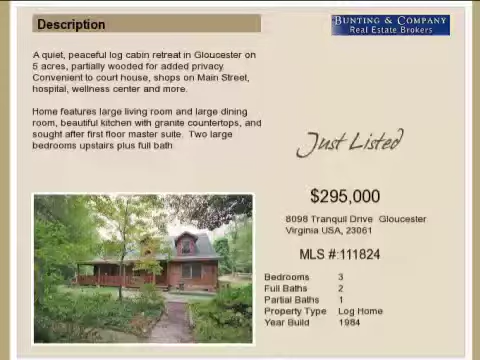 Description
BUNTING & COMPANY
Real Estate Brokers
A quiet, peaceful log cabin retreat in Gloucester on
5 acres, partially wooded for added privacy.
Convenient to court house, shops on Main Street,
hospital, wellness center and more.
Home features large living room and large dining
room, beautiful kitchen with granite countertops, and
sought after first floor master suite. Two large
bedrooms upstairs plus full bath.
Just Listed
$295,000
8098 Tranquil Drive Gloucester
Virginia USA, 23061
MLS #:111824
Bedrooms 3
Full Baths 2
Partial Baths 1
Property Type Log Home
Year Build 1984